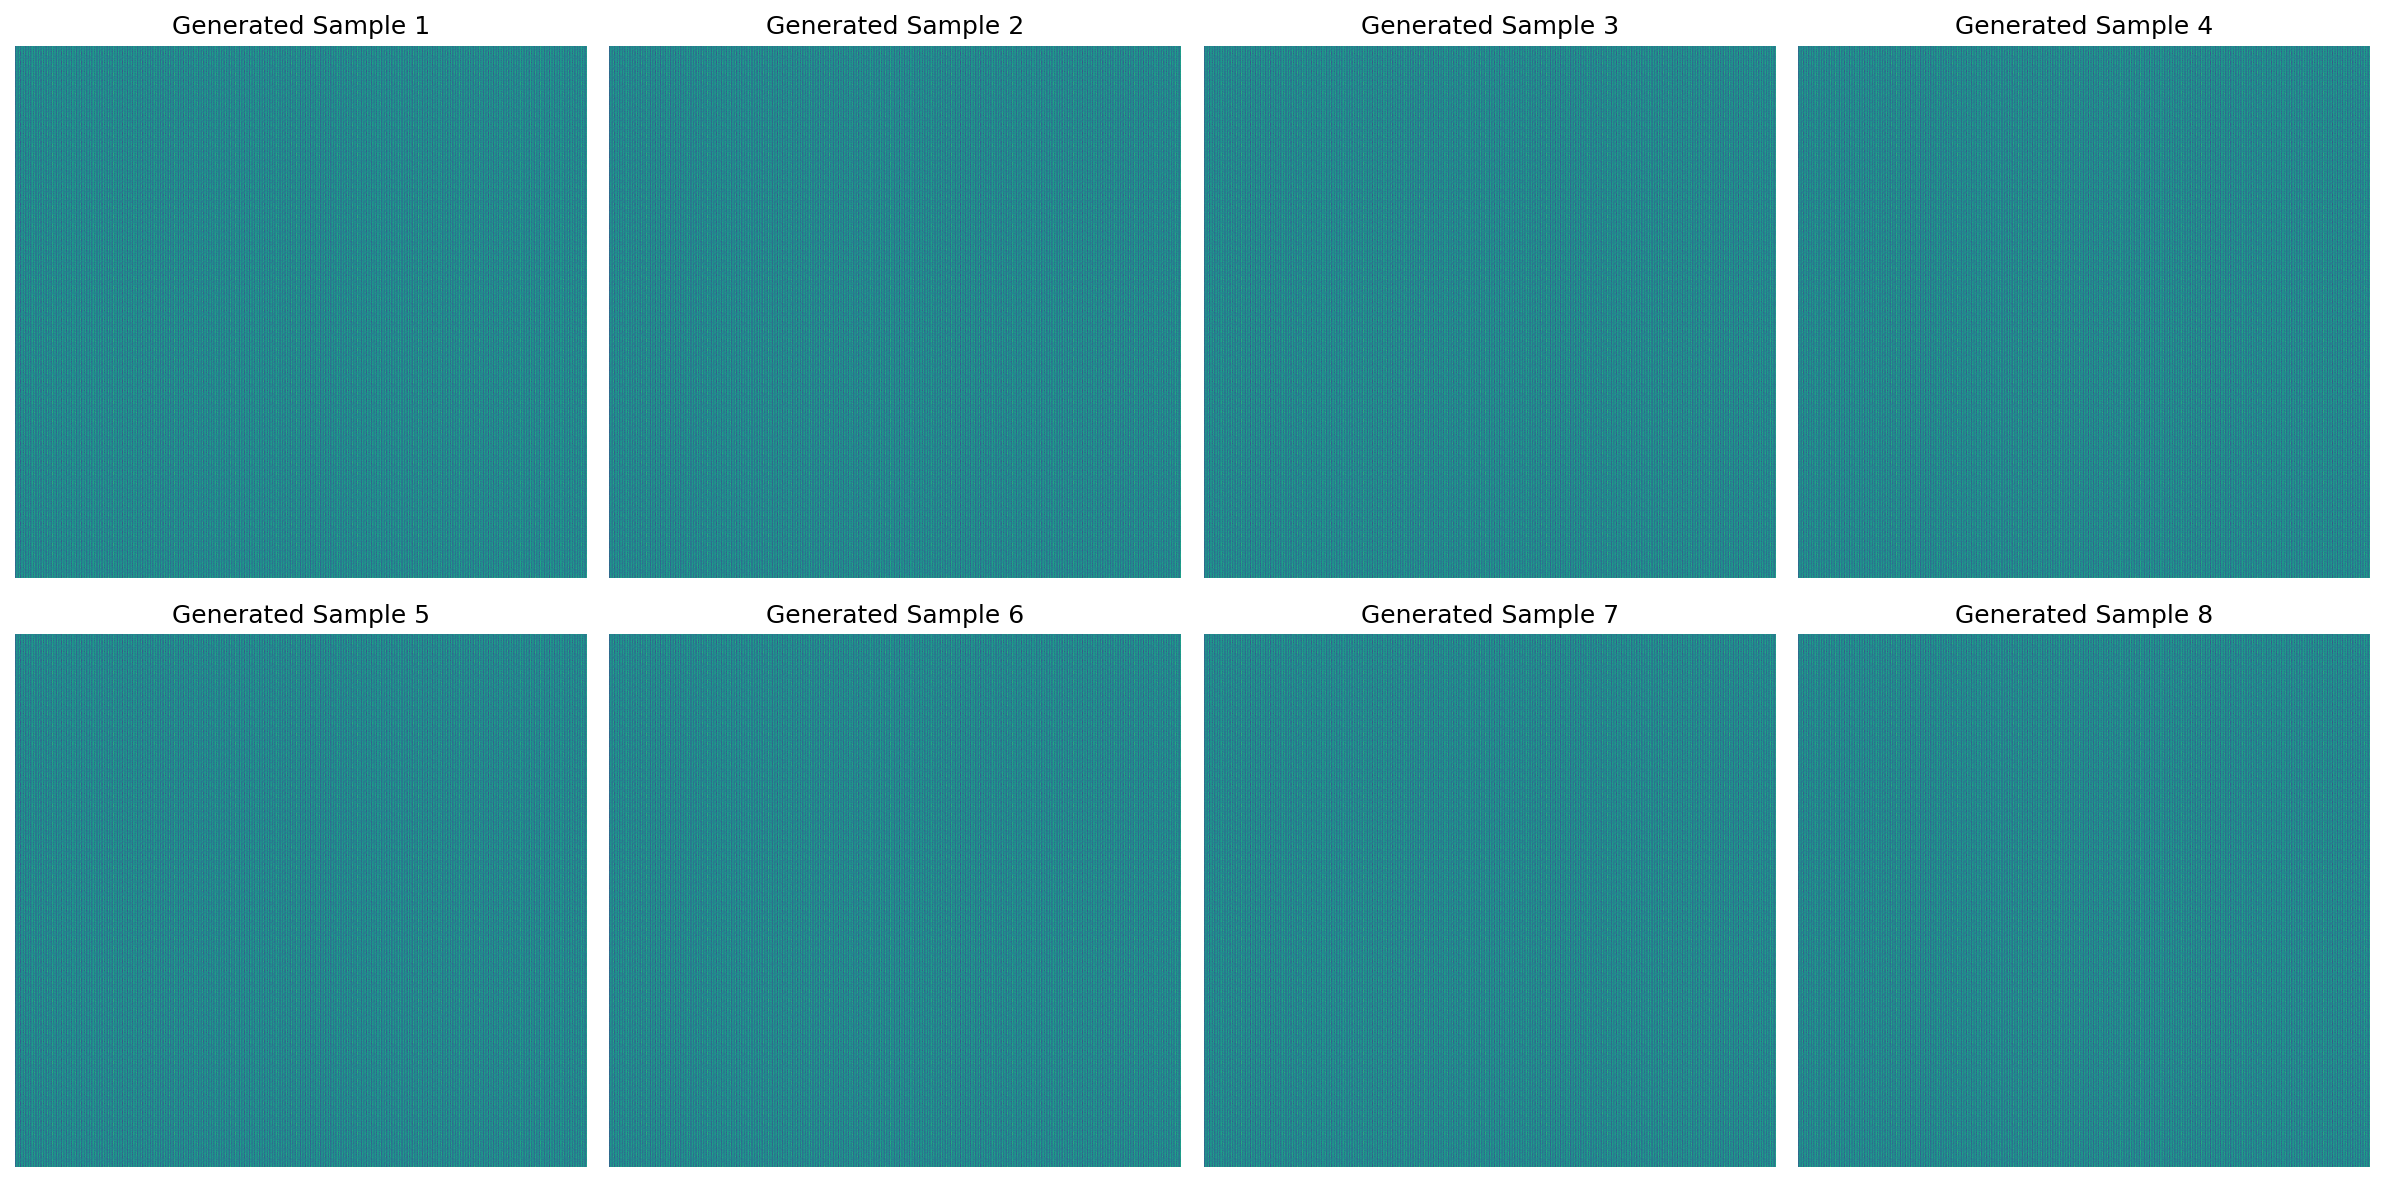 Generated Sample 1
Generated Sample 2
Generated Sample 3
Generated Sample 4
Generated Sample 5
Generated Sample 6
Generated Sample 7
Generated Sample 8